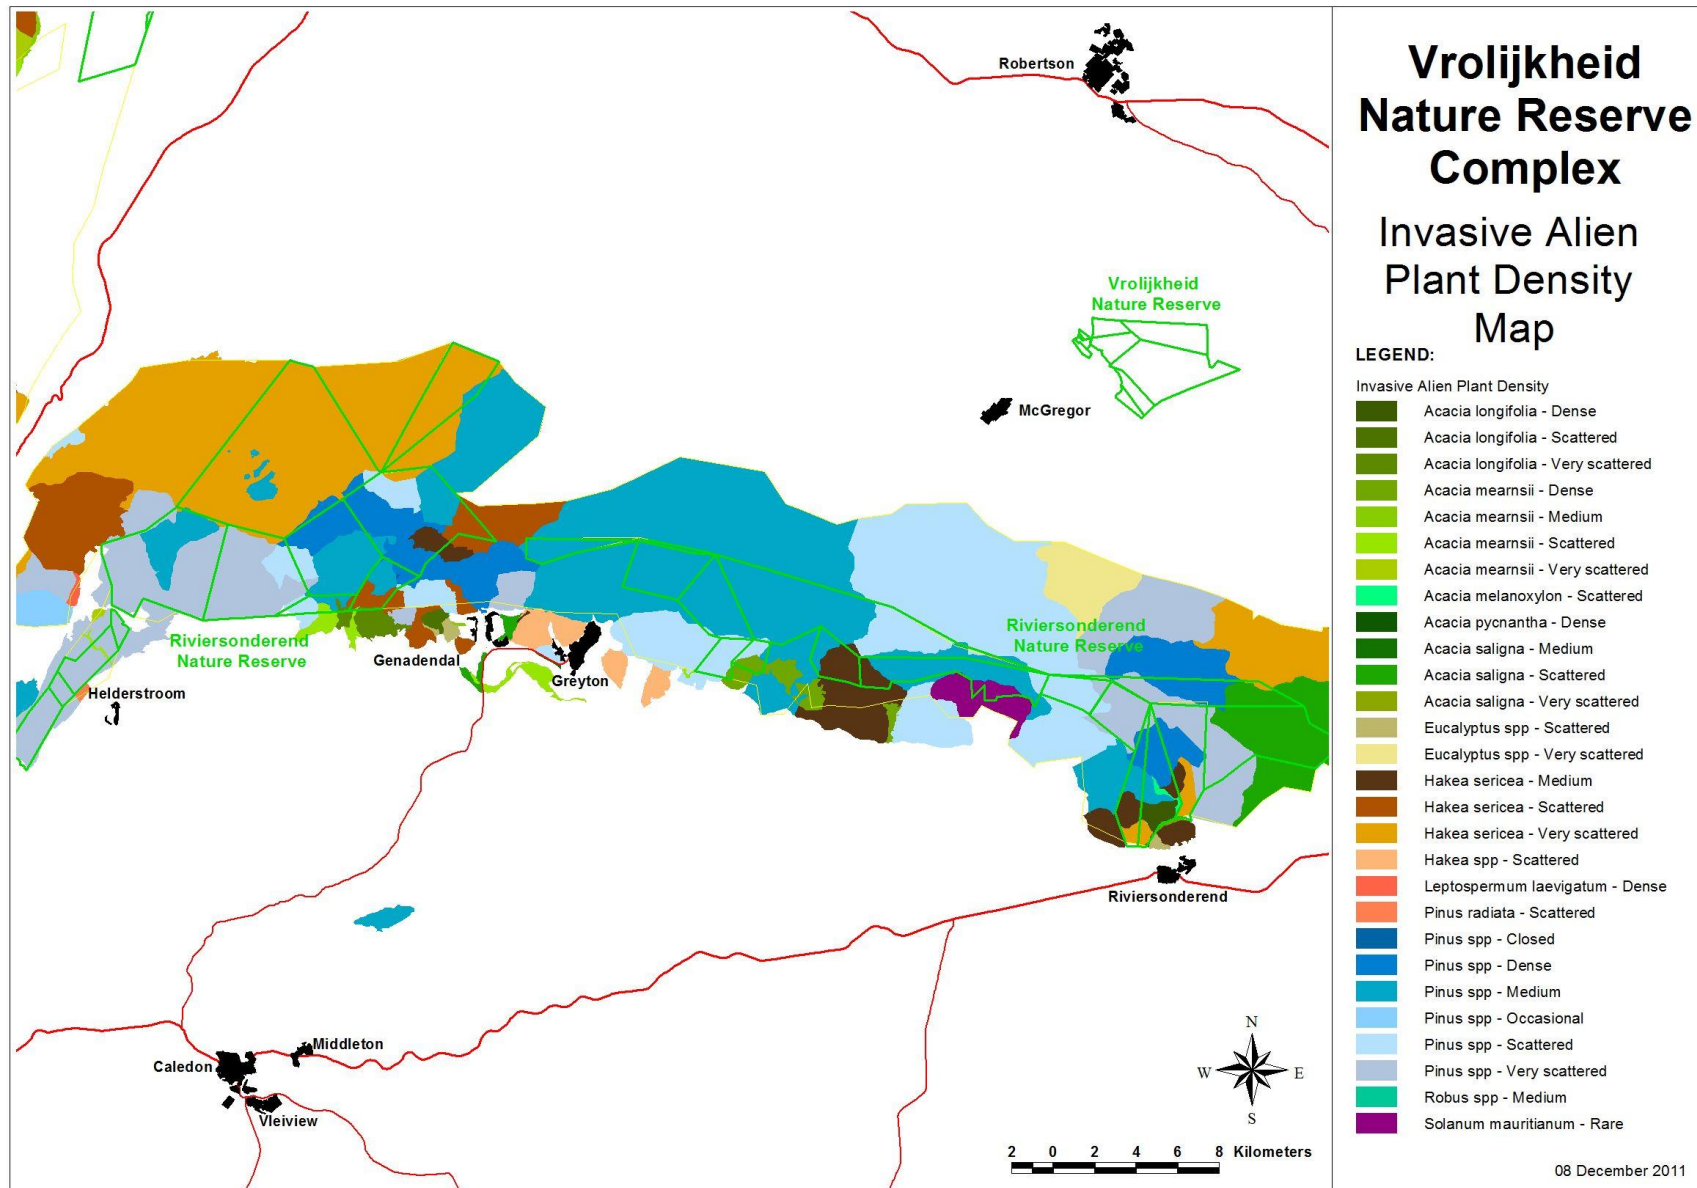 Vrolijkheid
Nature Reserve
Complex
Invasive Alien
Plant Density
Map
LEGEND:
Invasive Alien Plant Density
Acacia longifolia - Dense
Acacia longifolia - Scattered
Acacia longifolia - Very scattered
Acacia mearnsii - Dense
Acacia mearnsii - Medium
Acacia mearnsii - Scattered
Acacia mearnsii - Very scattered
Acacia melanoxylon - Scattered
Acacia pycnantha - Dense
Acacia saligna - Medium
Acacia saligna - Scattered
Acacia saligna - Very scattered
Eucalyptus spp - Scattered
Eucalyptus spp - Very scattered
Hakea sericea - Medium
Hakea sericea - Scattered
Hakea sericea - Very scattered
Hakea spp - Scattered
Leptospermum laevigatum - Dense
Pinus radiata - Scattered
Pinus spp - Closed
Pinus spp - Dense
Pinus spp - Medium
Pinus spp - Occasional
Pinus spp - Scattered
Pinus spp - Very scattered
Robus spp - Medium
Solanum mauritianum - Rare
08 December 2011
Robertson
Vrolijkheid
Nature Reserve
McGregor
Riviersonderend
Nature Reserve
Riviersonderend
Nature Reserve
Genadendal
Greyton
Helderstroom
Riviersonderend
Middleton
Caledon
Vleiview
N
W
E
S
2 0 2 4 6 8 Kilometers